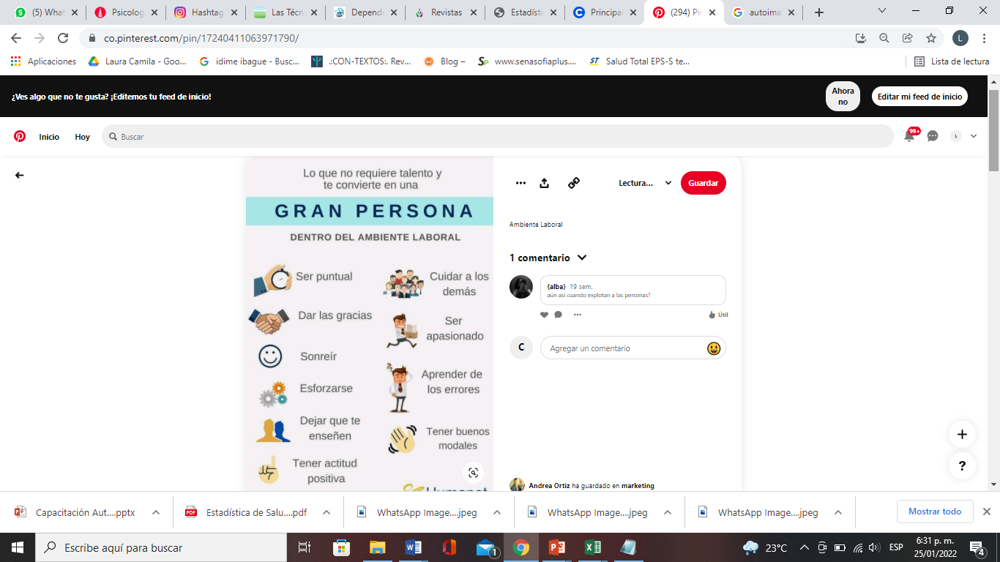 (5) What
Psicolog
Hashtag
Las Técn
Depend
Revistas
Estadísti
Principal
(294) Pin
autoima
co.pinterest.com/pin/17240411063971790/
L
Aplicaciones
Laura Camila - Goo...
idime ibague - Busc...
.:CON-TEXTOS:. Rev...
Blog –
www.senasofiaplus....
Salud Total EPS-S te...
Lista de lectura
¿Ves algo que no te gusta? ¡Editemos tu feed de inicio!
Ahora
no
Editar mi feed de inicio
Inicio
Hoy
Buscar
99+
L
Lo que no requiere talento y
te convierte en una
GRAN PERSONA
DENTRO DEL AMBIENTE LABORAL
Ser puntual
Dar las gracias
Sonreír
Esforzarse
Dejar que te
enseñen
Tener actitud
positiva
Cuidar a los
demás
Ser
apasionado
Aprender de
los errores
Tener buenos
modales
Lectura...
Guardar
Ambiente Laboral
1 comentario
(alba) 19 sem.
aún asi cuando explotan a las personas?
Útil
C
Agregar un comentario
Andrea Ortiz ha guardado en marketing
+
?
Capacitación Aut....pptx
PDF
Estadística de Salu....pdf
WhatsApp Image....jpeg
WhatsApp Image....jpeg
WhatsApp Image....jpeg
Mostrar todo
Escribe aquí para buscar
1
23°C
ESP
6:31 p. m.
25/01/2022
4